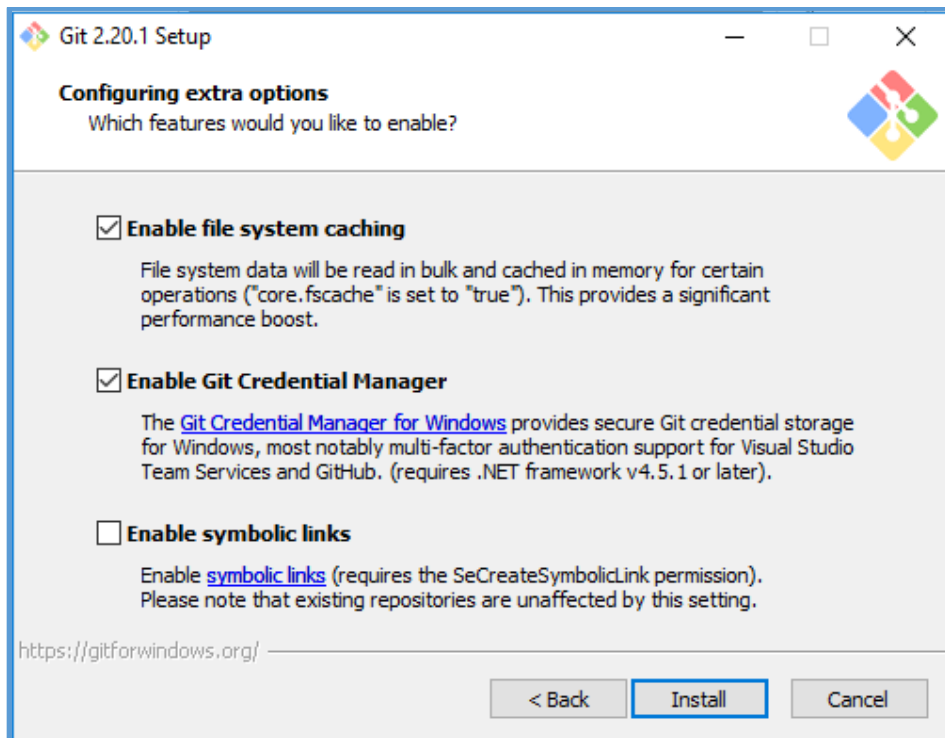 Git 2.20.1 Setup
Configuring extra options
Which features would you like to enable?
Enable file system caching
File system data will be read in bulk and cached in memory for certain
operations ("core.fscache" is set to "true"). This provides a significant
performance boost.
Enable Git Credential Manager
The Git Credential Manager for Windows provides secure Git credential storage
for Windows, most notably multi-factor authentication support for Visual Studio
Team Services and GitHub. (requires .NET framework v4.5.1 or later).
Enable symbolic links
Enable symbolic links (requires the SeCreateSymbolicLink permission).
Please note that existing repositories are unaffected by this setting.
https://gitforwindows.org/
< Back Install Cancel